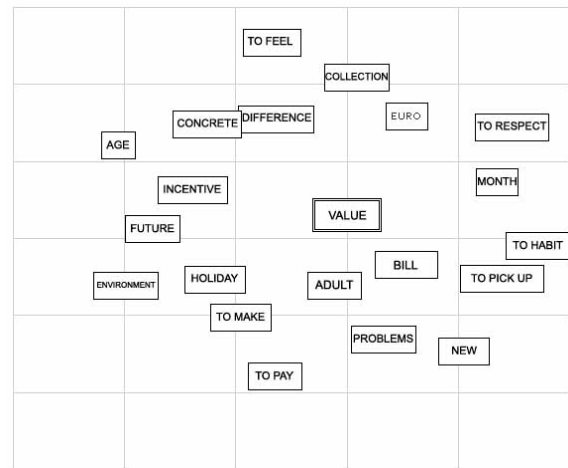 TO FEEL
COLLECTION
CONCRETE
DIFFERENCE
EURO
TO RESPECT
AGE
INCENTIVE
MONTH
VALUE
FUTURE
TO HABIT
BILL
HOLIDAY
TO PICK UP
ENVIRONMENT
ADULT
TO MAKE
PROBLEMS
NEW
TO PAY